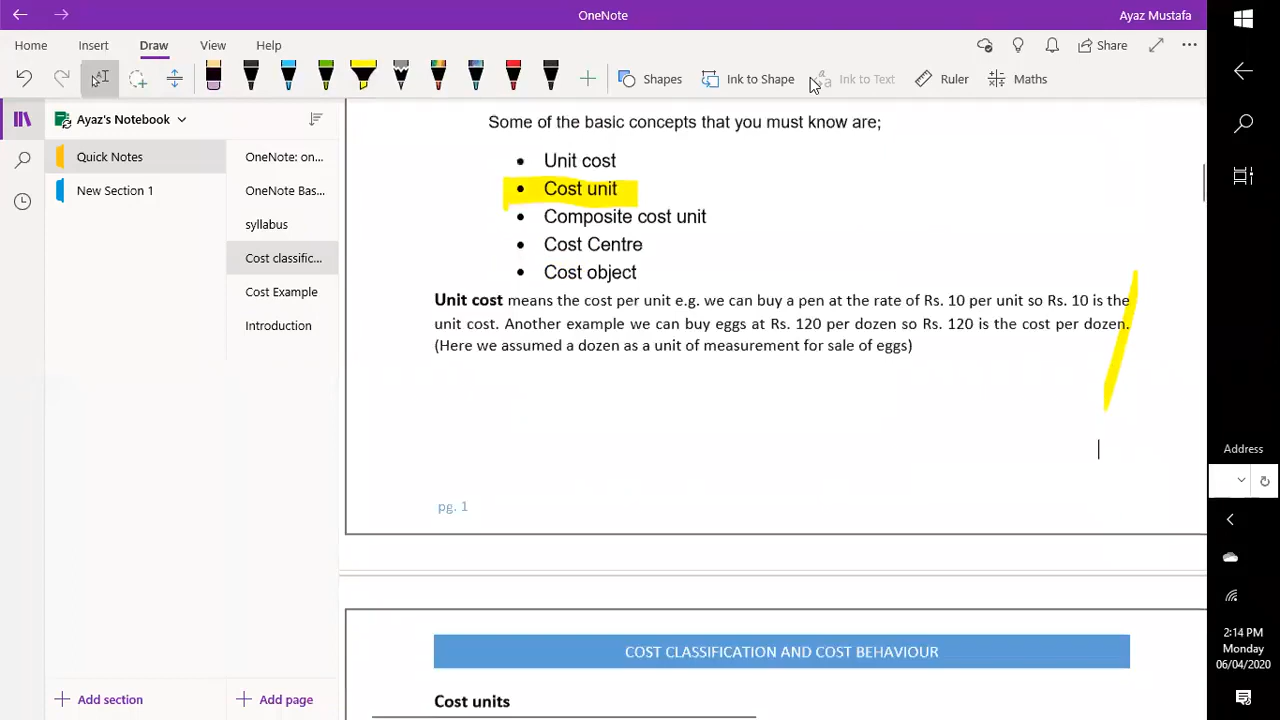 OneNote
Ayaz Mustafa
Home Insert Draw View Help
Share
Shapes Ink to Shape Ink to Text Ruler Maths
Ayaz's Notebook
Quick Notes
New Section 1
OneNote: on...
OneNote Bas...
syllabus
Cost classific...
Cost Example
Introduction
Some of the basic concepts that you must know are;
• Unit cost
• Cost unit
• Composite cost unit
• Cost Centre
• Cost object
Unit cost means the cost per unit e.g. we can buy a pen at the rate of Rs. 10 per unit so Rs. 10 is the
unit cost. Another example we can buy eggs at Rs. 120 per dozen so Rs. 120 is the cost per dozen.
(Here we assumed a dozen as a unit of measurement for sale of eggs)
pg. 1
COST CLASSIFICATION AND COST BEHAVIOUR
Cost units
Add section
Add page
Address
2:14 PM
Monday
06/04/2020